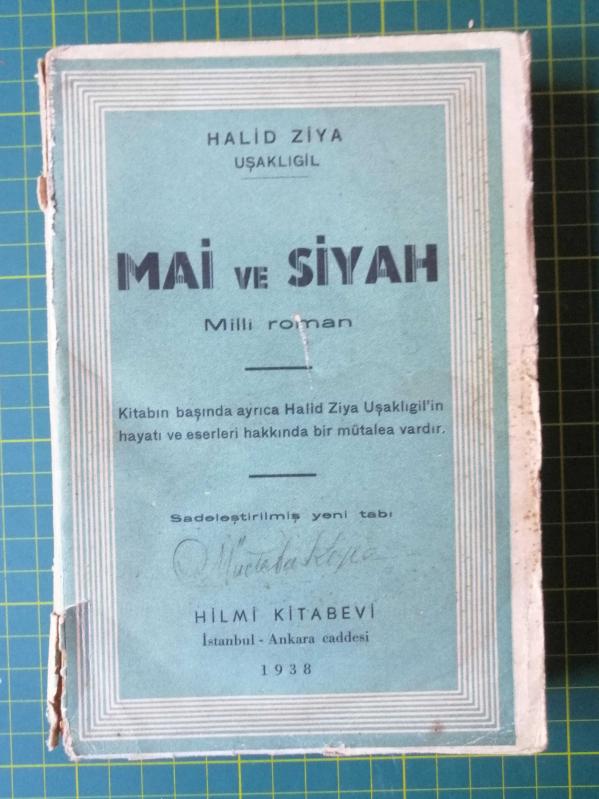 HALİD ZİYA
UŞAKLIGİL
MAİ VE SİYAH
Milli roman
Kitabın başında ayrıca Halid Ziya Uşaklıgil'in
hayatı ve eserleri hakkında bir mütalea vardır.
Sadeleştirilmiş yeni tabı
HİLMİ KİTABEVİ
İstanbul - Ankara caddesi
1938